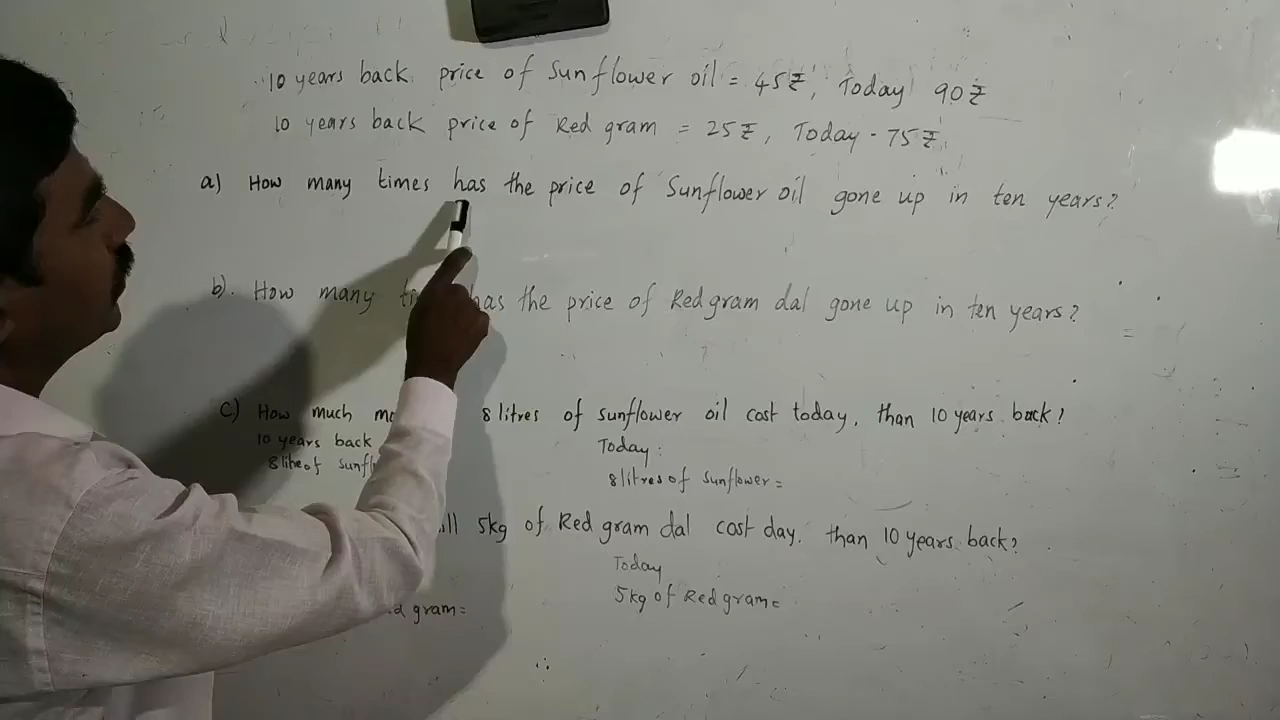 10 years back price of Sunflower oil = 45₹, Today 90₹
10 years back price of Red gram = 25₹, Today - 75₹
a) How many times has the price of Sunflower oil gone up in ten years?
b). How many has the price of Redgram dal gone up in ten years?
=
c) How much 8 litres of sunflower oil cost today, than 10 years back?
10 years back
Today:
8 lite of
8 litres of sunflower =
5kg of Red gram dal cost day. than 10 years back?
Today
5kg of Red gram =
gram =